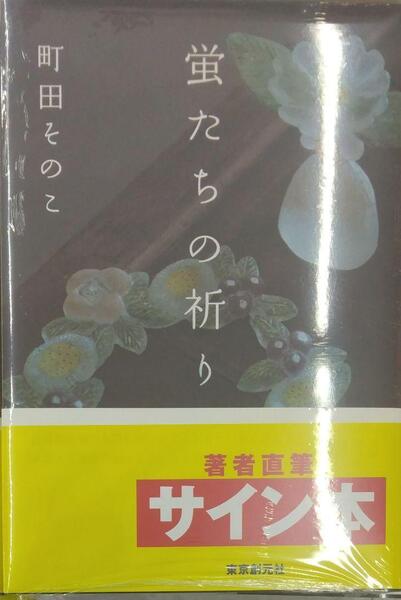 蛍たちの祈り
町田そのこ
著者直筆
サイン本
東京創元社